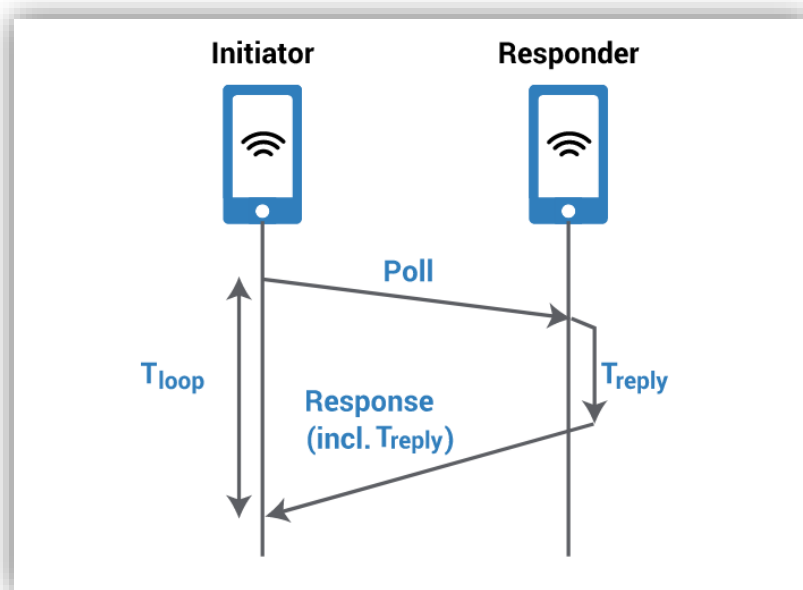 Initiator
Responder
Poll
Tloop
Treply
Response
(incl. Treply)